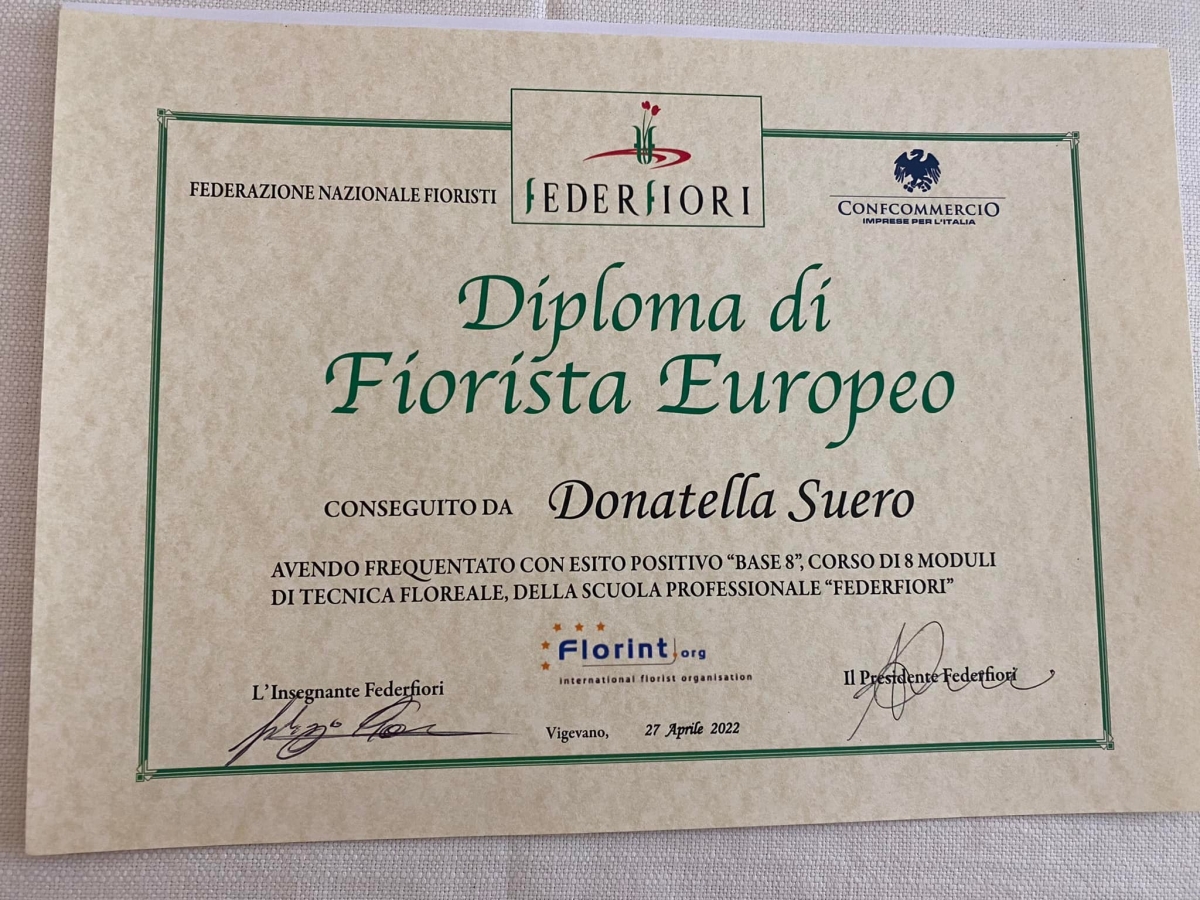 FEDERAZIONE NAZIONALE FIORISTI
FEDERFIORI
CONFCOMMERCIO
IMPRESE PER L'ITALIA
Diploma di
Fiorista Europeo
CONSEGUITO DA Donatella Suero
AVENDO FREQUENTATO CON ESITO POSITIVO “BASE 8”, CORSO DI 8 MODULI
DI TECNICA FLOREALE, DELLA SCUOLA PROFESSIONALE “FEDERFIORI”
Florint.org
international florist organisation
L'Insegnante Federfiori
Il Presidente Federfiori
Vigevano, 27 Aprile 2022